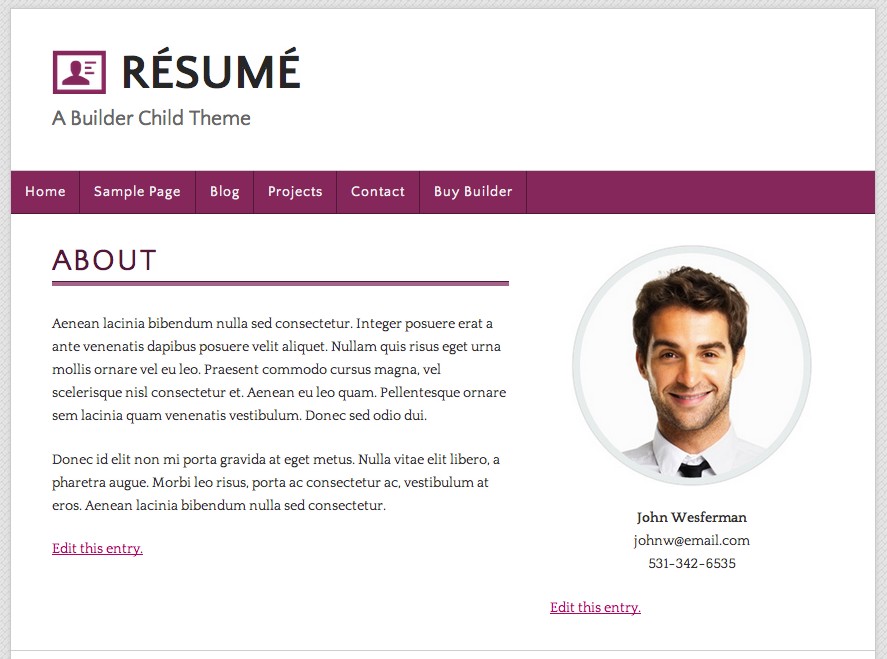 RÉSUMÉ
A Builder Child Theme
Home Sample Page Blog Projects Contact Buy Builder
ABOUT
Aenean lacinia bibendum nulla sed consectetur. Integer posuere erat a
ante venenatis dapibus posuere velit aliquet. Nullam quis risus eget urna
mollis ornare vel eu leo. Praesent commodo cursus magna, vel
scelerisque nisl consectetur et. Aenean eu leo quam. Pellentesque ornare
sem lacinia quam venenatis vestibulum. Donec sed odio dui.
Donec id elit non mi porta gravida at eget metus. Nulla vitae elit libero, a
pharetra augue. Morbi leo risus, porta ac consectetur ac, vestibulum at
eros. Aenean lacinia bibendum nulla sed consectetur.
Edit this entry.
John Wesferman
johnw@email.com
531-342-6535
Edit this entry.